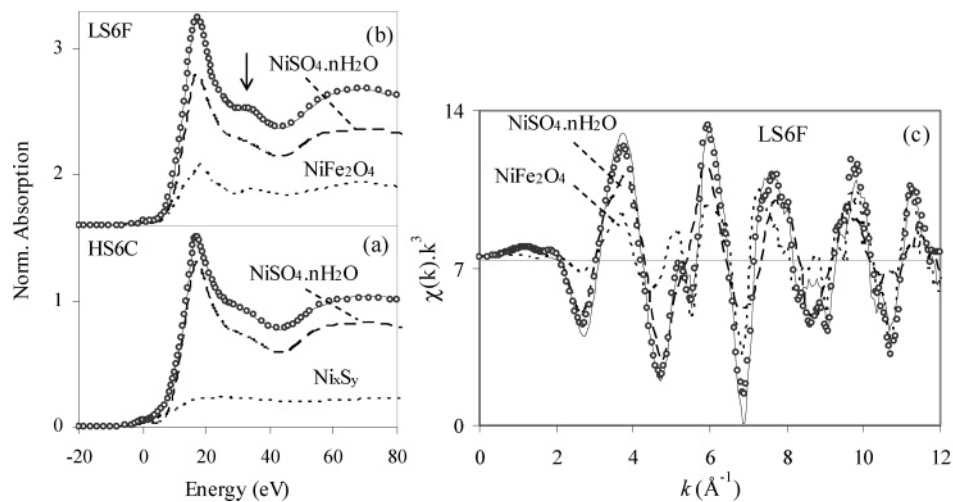 LS6F
(b)
3
NiSO₄.nH₂O
NiFe₂O₄
2
Norm. Absorption
HS6C
(a)
NiSO₄.nH₂O
1
NiₓSᵧ
0
-20 0 20 40 60 80
Energy (eV)
14
LS6F
(c)
NiSO₄.nH₂O
NiFe₂O₄
χ(k).k³
7
0
0 2 4 6 8 10 12
k (Å⁻¹)